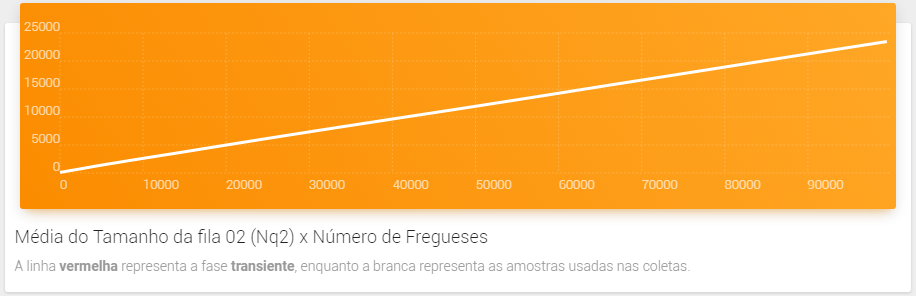 25000
20000
15000
10000
5000
0
0 10000 20000 30000 40000 50000 60000 70000 80000 90000
Média do Tamanho da fila 02 (Nq2) x Número de Fregueses
A linha vermelha representa a fase transiente, enquanto a branca representa as amostras usadas nas coletas.